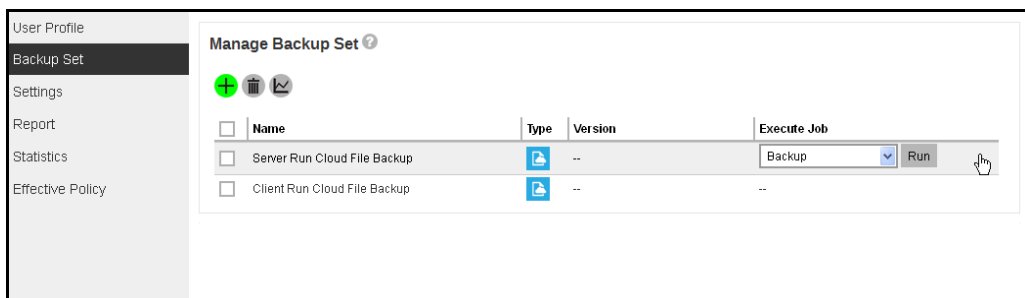 User Profile
Backup Set
Settings
Report
Statistics
Effective Policy
Manage Backup Set ?
Name Type Version Execute Job
Server Run Cloud File Backup -- Backup Run
Client Run Cloud File Backup -- --